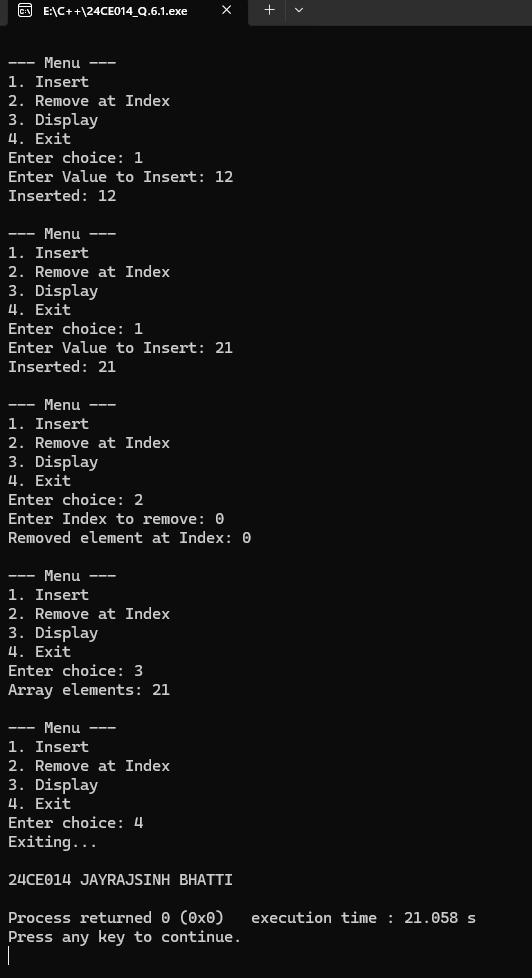 E:\C++\24CE014_Q.6.1.exe
--- Menu ---
1. Insert
2. Remove at Index
3. Display
4. Exit
Enter choice: 1
Enter Value to Insert: 12
Inserted: 12
--- Menu ---
1. Insert
2. Remove at Index
3. Display
4. Exit
Enter choice: 1
Enter Value to Insert: 21
Inserted: 21
--- Menu ---
1. Insert
2. Remove at Index
3. Display
4. Exit
Enter choice: 2
Enter Index to remove: 0
Removed element at Index: 0
--- Menu ---
1. Insert
2. Remove at Index
3. Display
4. Exit
Enter choice: 3
Array elements: 21
--- Menu ---
1. Insert
2. Remove at Index
3. Display
4. Exit
Enter choice: 4
Exiting...
24CE014 JAYRAJSINH BHATTI
Process returned 0 (0x0)   execution time : 21.058 s
Press any key to continue.